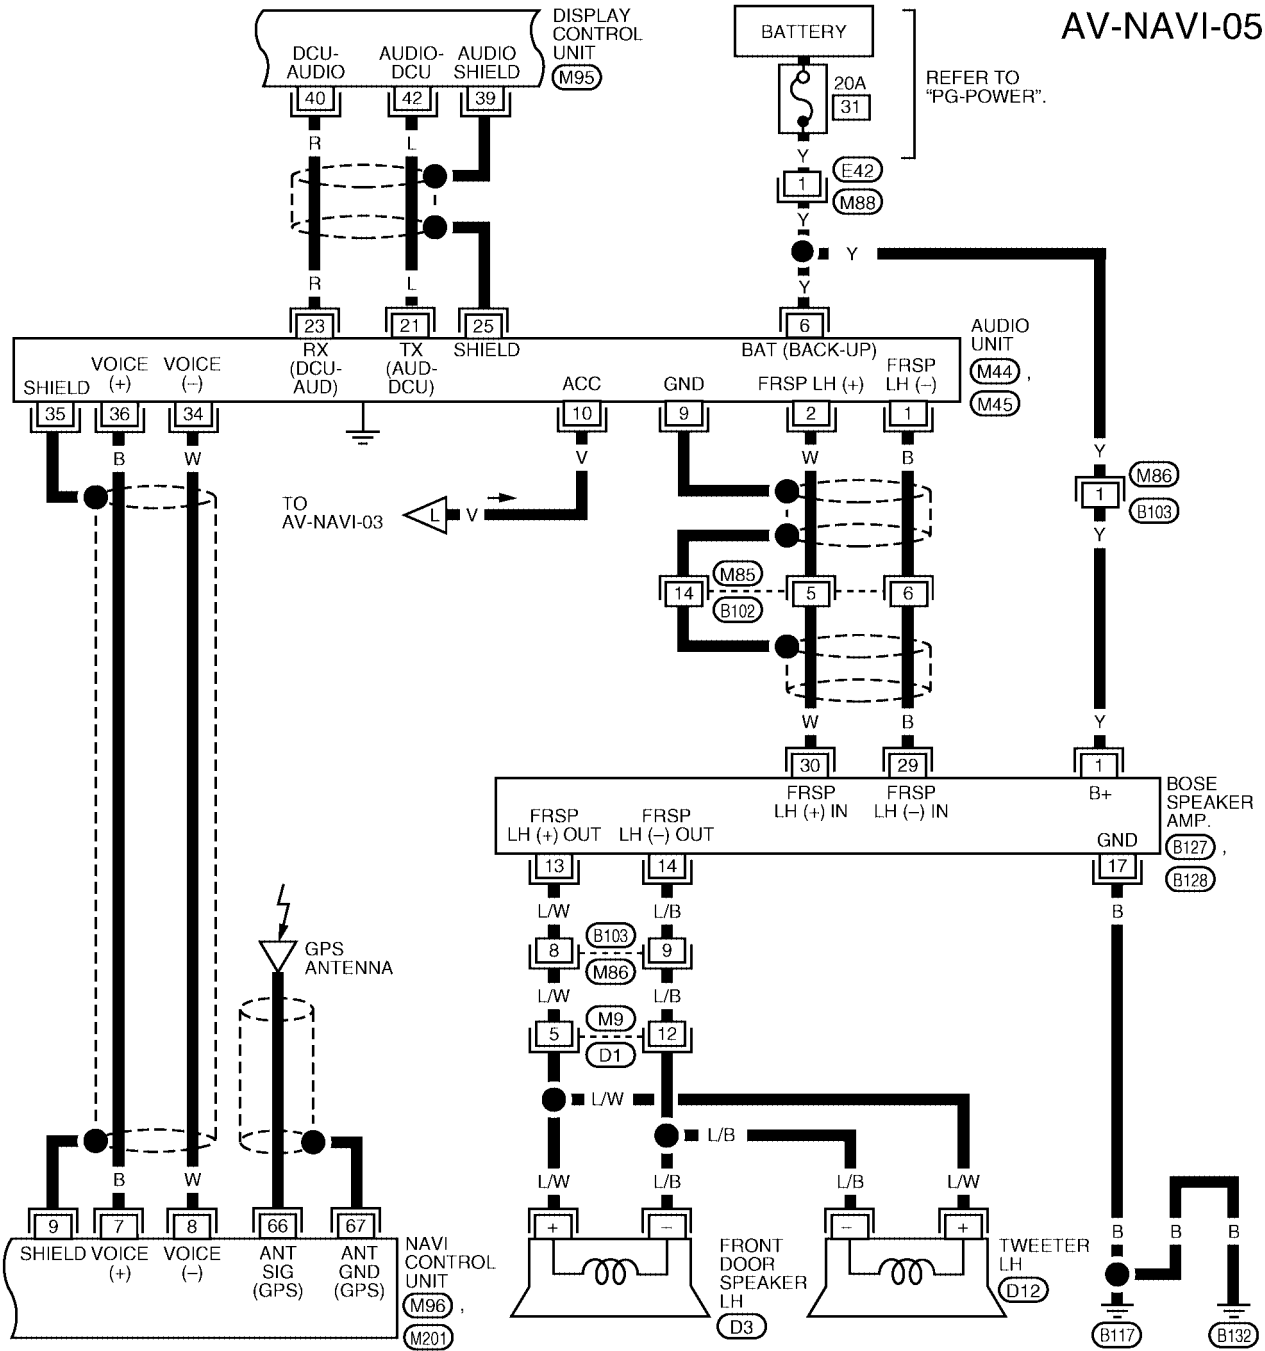 AV-NAVI-05
DISPLAY
CONTROL
UNIT
M95
DCU-
AUDIO
AUDIO-
DCU
AUDIO
SHIELD
40
42
39
R
L
R
L
BATTERY
20A
31
REFER TO
"PG-POWER".
Y
1
E42
M88
Y
Y
Y
23
21
25
6
RX
(DCU-
AUD)
TX
(AUD-
DCU)
SHIELD
BAT (BACK-UP)
AUDIO
UNIT
M44 ,
M45
SHIELD
VOICE
(+)
VOICE
(–)
ACC
GND
FRSP LH (+)
FRSP
LH (–)
35
36
34
10
9
2
1
B
W
V
W
B
Y
TO
AV-NAVI-03
L
V
1
M86
B103
Y
M85
14
5
6
B102
W
B
Y
30
29
1
FRSP
LH (+) IN
FRSP
LH (–) IN
B+
BOSE
SPEAKER
AMP.
B127 ,
B128
FRSP
LH (+) OUT
FRSP
LH (–) OUT
GND
13
14
17
L/W
L/B
B
8
B103
M86
9
L/W
L/B
5
M9
D1
12
L/W
L/B
GPS
ANTENNA
L/W
L/B
L/B
L/W
B
W
B
B
B
9
7
8
66
67
+
–
–
+
SHIELD
VOICE
(+)
VOICE
(–)
ANT
SIG
(GPS)
ANT
GND
(GPS)
NAVI
CONTROL
UNIT
M96 ,
M201
FRONT
DOOR
SPEAKER
LH
D3
TWEETER
LH
D12
B117
B132